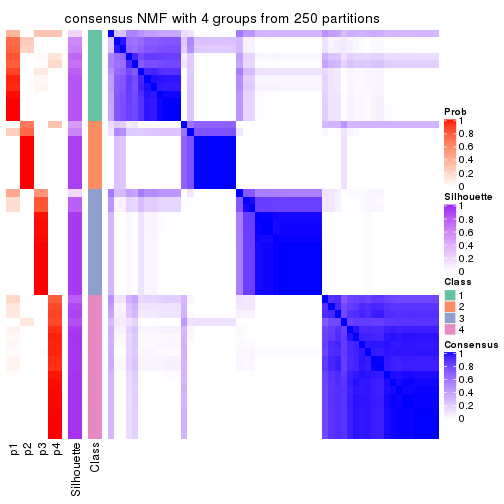 consensus NMF with 4 groups from 250 partitions
Prob
1
0.8
0.6
0.4
0.2
0
Silhouette
1
0.8
0.6
0.4
0.2
0
Class
1
2
3
4
Consensus
1
0.8
0.6
0.4
0.2
0
p1
p2
p3
p4
Silhouette
Class